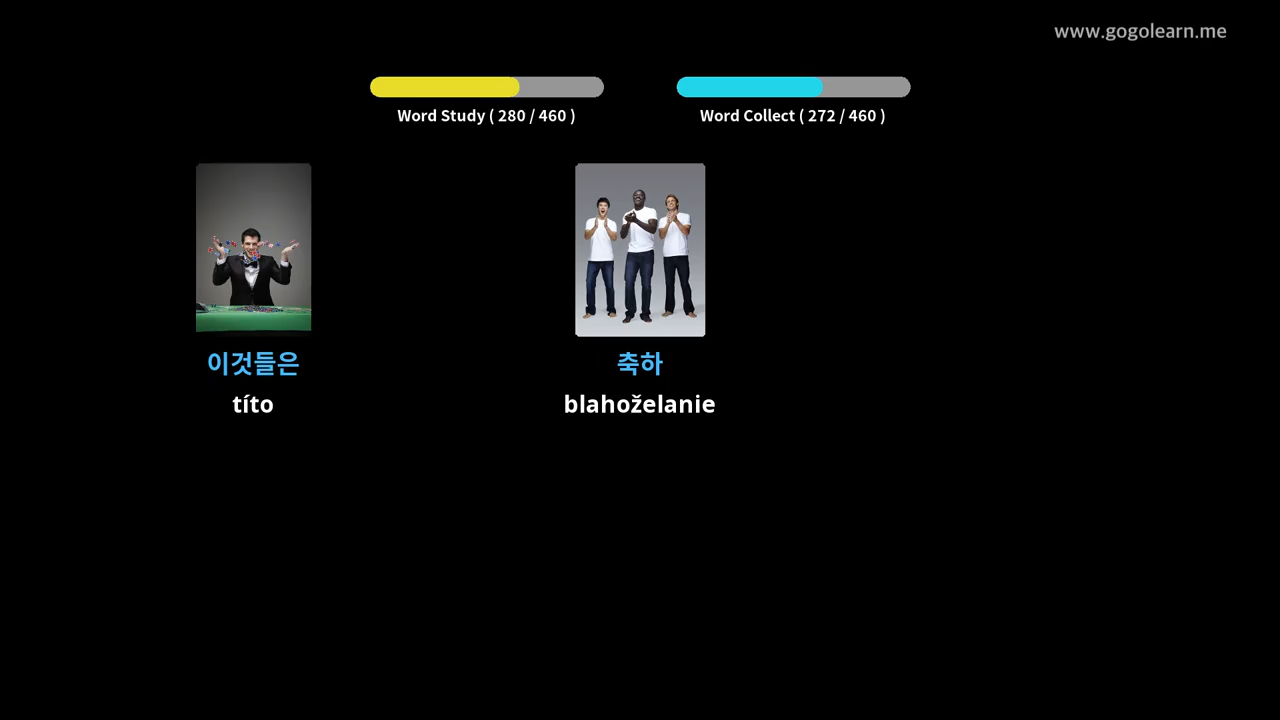 www.gogolearn.me
Word Study ( 280 / 460 )
Word Collect ( 272 / 460 )
이것들은
títo
축하
blahoželanie